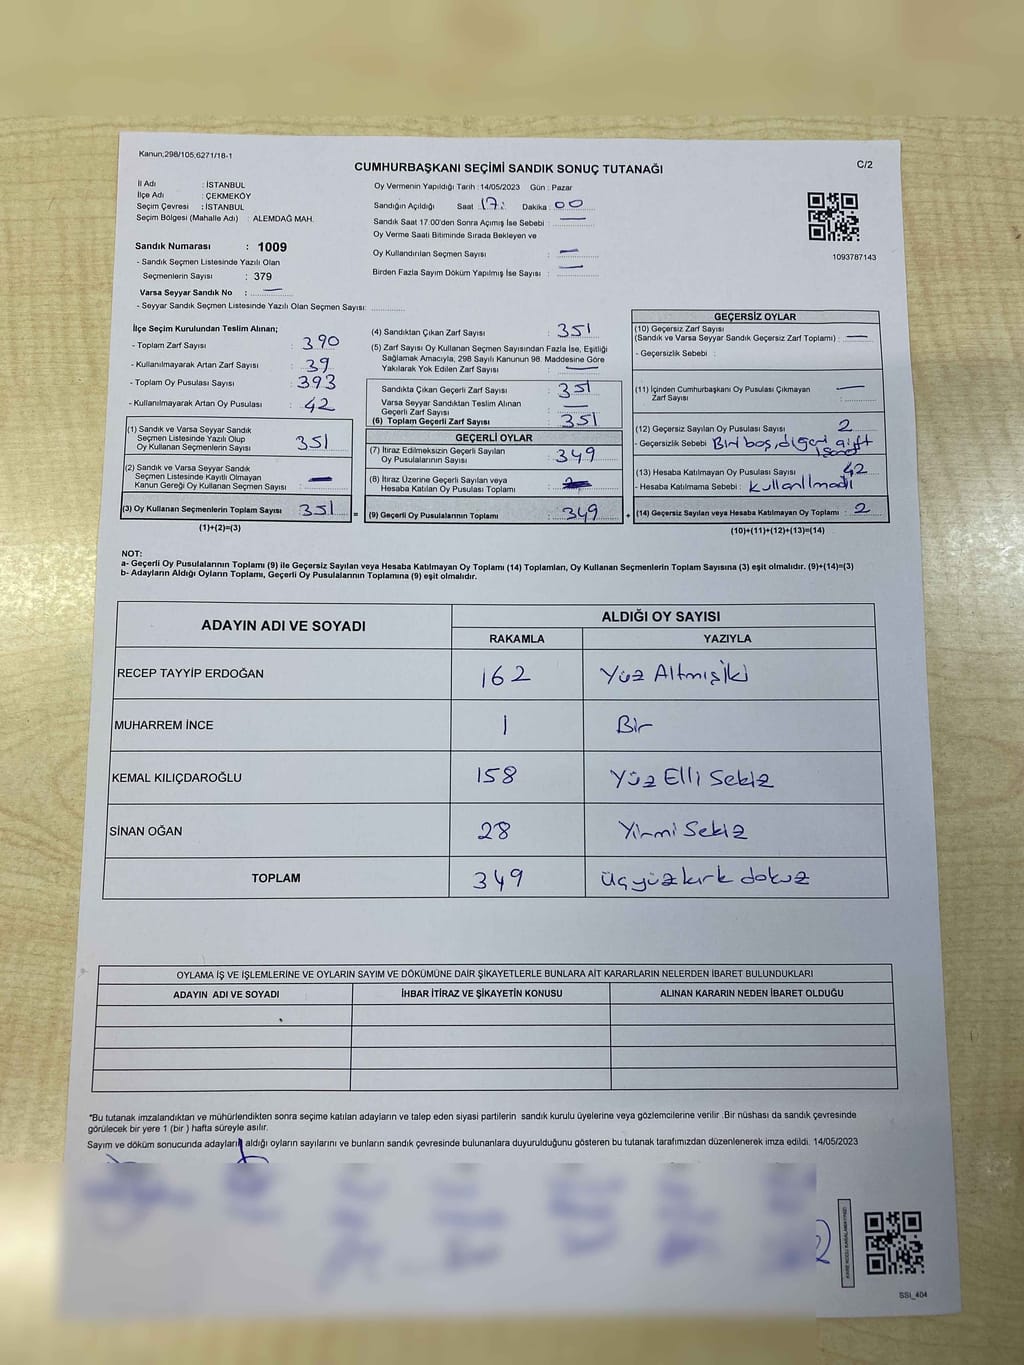 Kanun;298/105,6271/18-1
C/2
CUMHURBAŞKANI SEÇİMİ SANDIK SONUÇ TUTANAĞI
İl Adı : İSTANBUL
İlçe Adı : ÇEKMEKÖY
Seçim Çevresi : İSTANBUL
Seçim Bölgesi (Mahalle Adı) : ALEMDAĞ MAH.
Sandık Numarası : 1009
- Sandık Seçmen Listesinde Yazılı Olan
Seçmenlerin Sayısı : 379
Varsa Seyyar Sandık No : —
- Seyyar Sandık Seçmen Listesinde Yazılı Olan Seçmen Sayısı:
Oy Vermenin Yapıldığı Tarih : 14/05/2023 Gün : Pazar
Sandığın Açıldığı Saat : 17: Dakika : 00
Sandık Saat 17.00'den Sonra Açımış İse Sebebi : —
Oy Verme Saati Bitiminde Sırada Bekleyen ve
Oy Kullandırılan Seçmen Sayısı : —
Birden Fazla Sayım Döküm Yapılmış İse Sayısı : —
1093787143
İlçe Seçim Kurulundan Teslim Alınan;
- Toplam Zarf Sayısı : 390
- Kullanılmayarak Artan Zarf Sayısı : 39
- Toplam Oy Pusulası Sayısı : 393
- Kullanılmayarak Artan Oy Pusulası : 42
(1) Sandık ve Varsa Seyyar Sandık
Seçmen Listesinde Yazılı Olup
Oy Kullanan Seçmenlerin Sayısı : 351
(2) Sandık ve Varsa Seyyar Sandık
Seçmen Listesinde Kayıtlı Olmayan
Kanun Gereği Oy Kullanan Seçmen Sayısı : —
(3) Oy Kullanan Seçmenlerin Toplam Sayısı : 351 =
(1)+(2)=(3)
(4) Sandıktan Çıkan Zarf Sayısı : 351
(5) Zarf Sayısı Oy Kullanan Seçmen Sayısından Fazla İse, Eşitliği
Sağlamak Amacıyla, 298 Sayılı Kanunun 98. Maddesine Göre
Yakılarak Yok Edilen Zarf Sayısı : —
Sandıkta Çıkan Geçerli Zarf Sayısı : 351
Varsa Seyyar Sandıktan Teslim Alınan
Geçerli Zarf Sayısı : —
(6) Toplam Geçerli Zarf Sayısı : 351
GEÇERLİ OYLAR
(7) İtiraz Edilmeksizin Geçerli Sayılan
Oy Pusulalarının Sayısı : 349
(8) İtiraz Üzerine Geçerli Sayılan veya
Hesaba Katılan Oy Pusulası Toplamı :
(9) Geçerli Oy Pusulalarının Toplamı : 349 +
GEÇERSİZ OYLAR
(10) Geçersiz Zarf Sayısı
(Sandık ve Varsa Seyyar Sandık Geçersiz Zarf Toplamı) : —
- Geçersizlik Sebebi :
(11) İçinden Cumhurbaşkanı Oy Pusulası Çıkmayan
Zarf Sayısı : —
(12) Geçersiz Sayılan Oy Pusulası Sayısı : 2
- Geçersizlik Sebebi : Biri boş, diğeri çift
(13) Hesaba Katılmayan Oy Pusulası Sayısı : 42
- Hesaba Katılmama Sebebi : kullanılmadı
(14) Geçersiz Sayılan veya Hesaba Katılmayan Oy Toplamı : 2
(10)+(11)+(12)+(13)=(14)
NOT:
a- Geçerli Oy Pusulalarının Toplamı (9) ile Geçersiz Sayılan veya Hesaba Katılmayan Oy Toplamı (14) Toplamları, Oy Kullanan Seçmenlerin Toplam Sayısına (3) eşit olmalıdır. (9)+(14)=(3)
b- Adayların Aldığı Oyların Toplamı, Geçerli Oy Pusulalarının Toplamına (9) eşit olmalıdır.
ADAYIN ADI VE SOYADI
ALDIĞI OY SAYISI
RAKAMLA YAZIYLA
RECEP TAYYİP ERDOĞAN 162 Yüz Altmış İki
MUHARREM İNCE 1 Bir
KEMAL KILIÇDAROĞLU 158 Yüz Elli Sekiz
SİNAN OĞAN 28 Yirmi Sekiz
TOPLAM 349 üçyüz kırk dokuz
OYLAMA İŞ VE İŞLEMLERİNE VE OYLARIN SAYIM VE DÖKÜMÜNE DAİR ŞİKAYETLERLE BUNLARA AİT KARARLARIN NELERDEN İBARET BULUNDUKLARI
ADAYIN ADI VE SOYADI İHBAR İTİRAZ VE ŞİKAYETİN KONUSU ALINAN KARARIN NEDEN İBARET OLDUĞU
*Bu tutanak imzalandıktan ve mühürlendikten sonra seçime katılan adayların ve talep eden siyasi partilerin sandık kurulu üyelerine veya gözlemcilerine verilir .Bir nüshası da sandık çevresinde
görülecek bir yere 1 (bir ) hafta süreyle asılır.
Sayım ve döküm sonucunda adayların aldığı oyların sayılarını ve bunların sandık çevresinde bulunanlara duyurulduğunu gösteren bu tutanak tarafımızdan düzenlenerek imza edildi. 14/05/2023
SSI_404